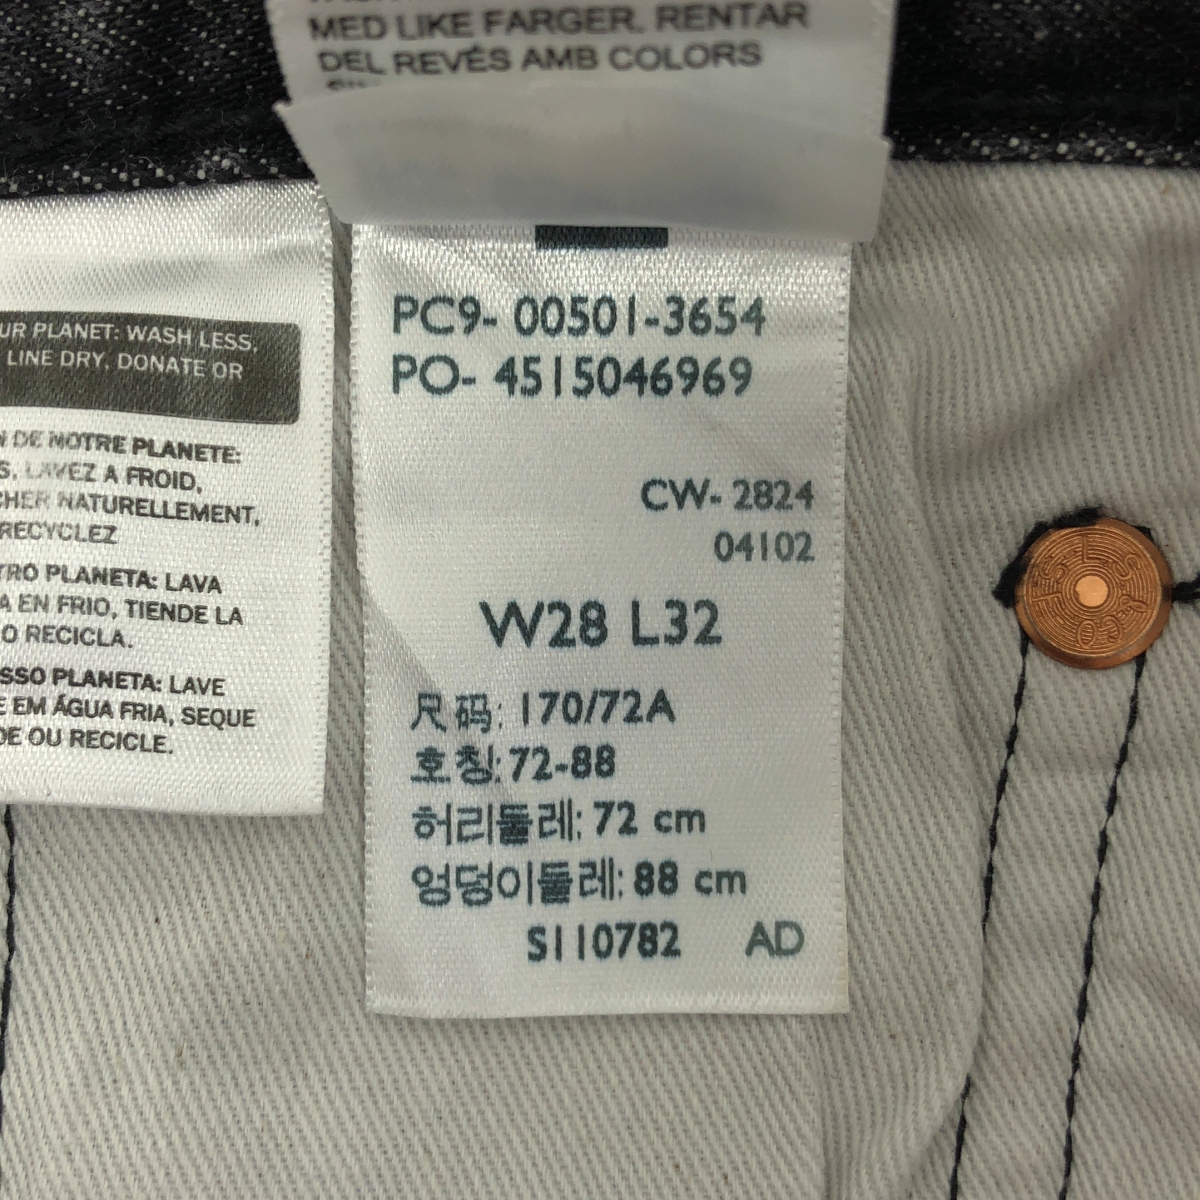 MED LIKE FARGER. RENTAR
DEL REVÉS AMB COLORS
UR PLANET: WASH LESS,
LINE DRY, DONATE OR
DE NOTRE PLANETE:
S, LAVEZ A FROID,
CHER NATURELLEMENT,
RECYCLEZ
TRO PLANETA: LAVA
A EN FRIO, TIENDE LA
O RECICLA.
SSO PLANETA: LAVE
E EM ÁGUA FRIA, SEQUE
DE OU RECICLE.
PC9- 00501-3654
PO- 4515046969
CW- 2824
04102
W28 L32
尺码: 170/72A
호칭: 72-88
허리둘레: 72 cm
엉덩이둘레: 88 cm
S110782 AD